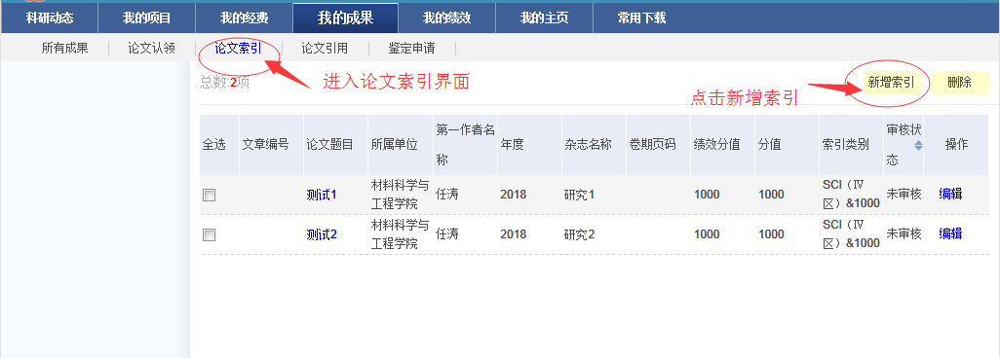 科研动态 我的项目 我的经费 我的成果 我的绩效 我的主页 常用下载
所有成果 论文认领 论文索引 论文引用 鉴定申请
总数:2项 进入论文索引界面 新增索引 删除
点击新增索引
全选 文章编号 论文题目 所属单位 第一作者名称 年度 杂志名称 卷期页码 绩效分值 分值 索引类别 审核状态 操作
测试1 材料科学与工程学院 任涛 2018 研究1 1000 1000 SCI（Ⅳ区）&1000 未审核 编辑
测试2 材料科学与工程学院 任涛 2018 研究2 1000 1000 SCI（Ⅳ区）&1000 未审核 编辑